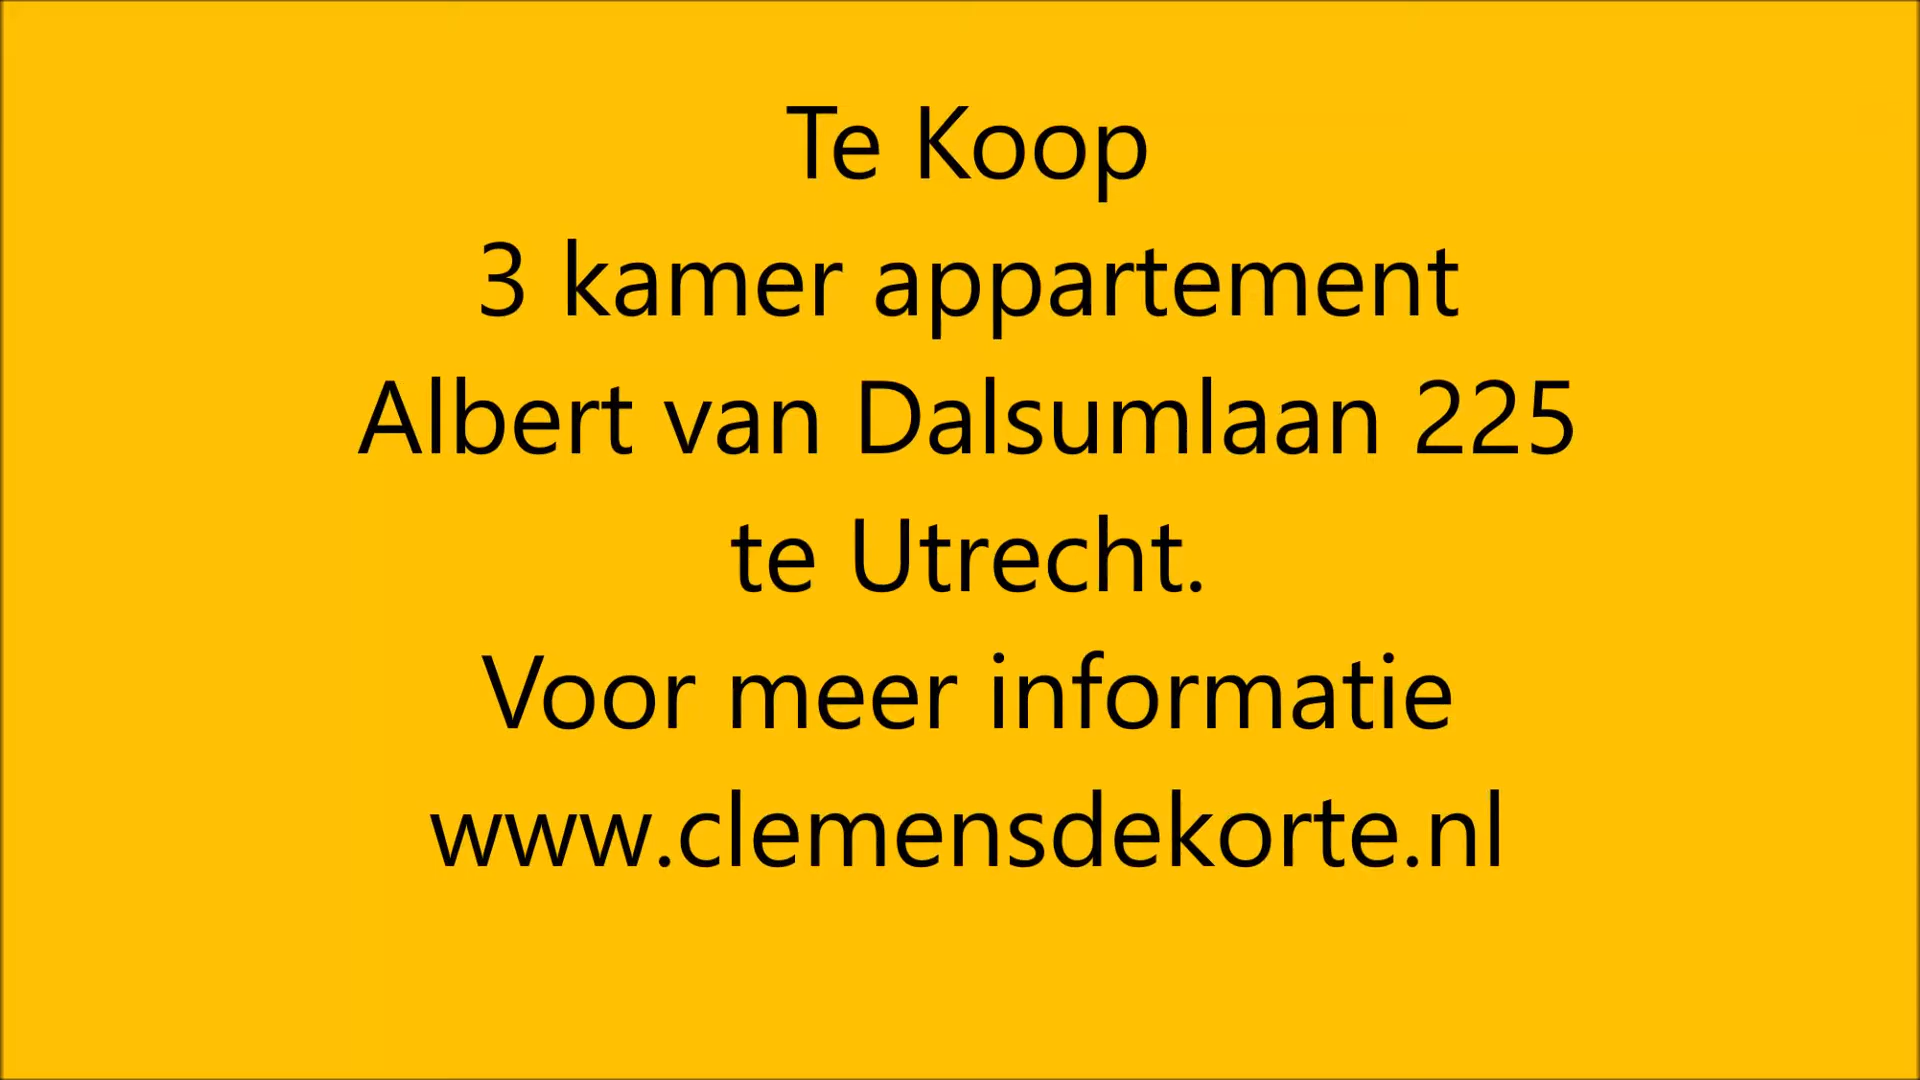 Te Koop
3 kamer appartement
Albert van Dalsumlaan 225
te Utrecht.
Voor meer informatie
www.clemensdekorte.nl